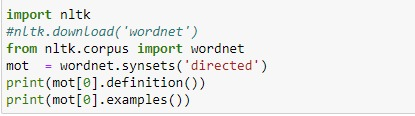 import nltk
#nltk.download('wordnet')
from nltk.corpus import wordnet
mot  = wordnet.synsets('directed')
print(mot[0].definition())
print(mot[0].examples())